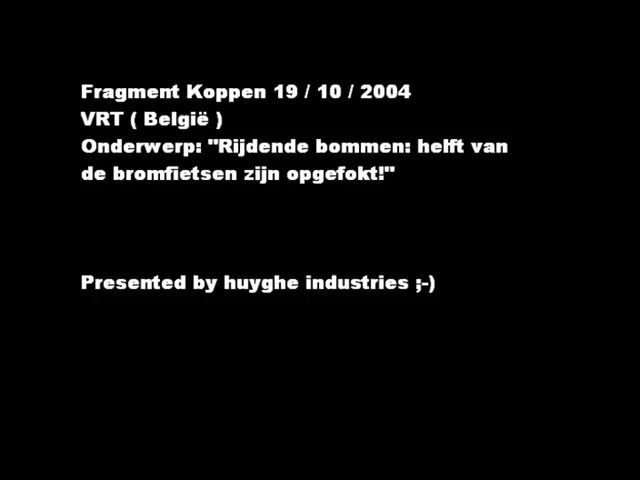 Fragment Koppen 19 / 10 / 2004
VRT ( België )
Onderwerp: "Rijdende bommen: helft van
de bromfietsen zijn opgefokt!"
Presented by huyghe industries ;-)